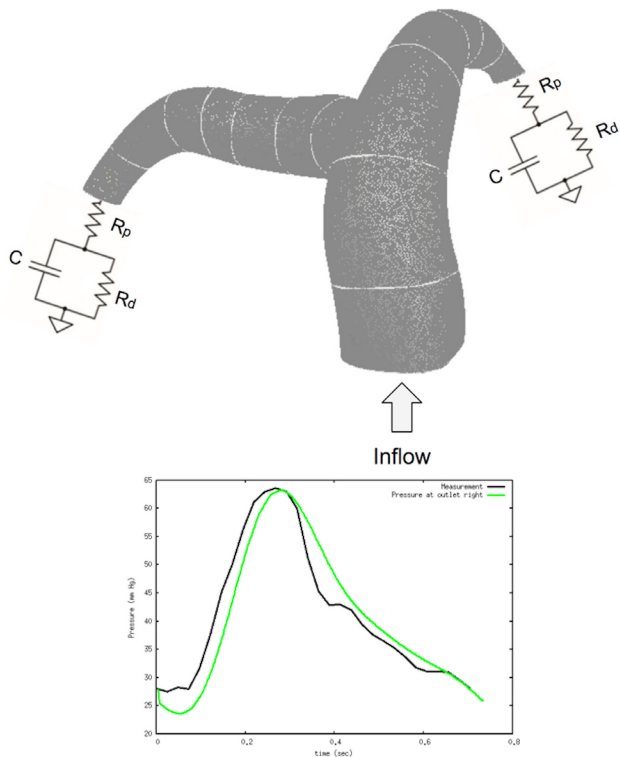 Rp
Rd
C
Rp
C
Rd
Inflow
65
60
55
50
45
40
35
30
25
20
Pressure (mm Hg)
Measurement
Pressure at outlet right
0
0.2
0.4
0.6
0.8
time (sec)